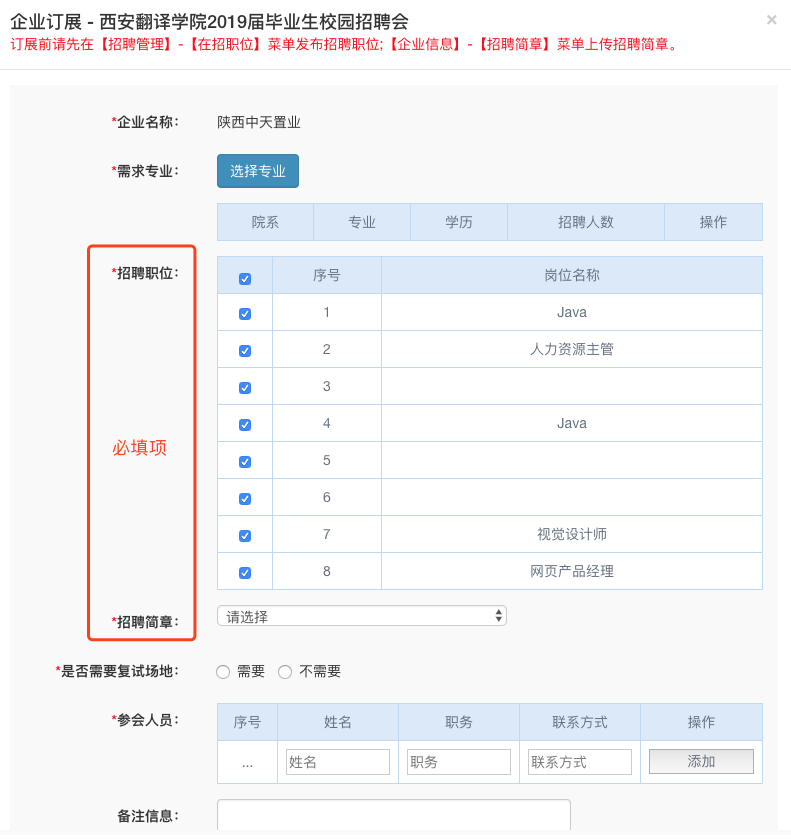 企业订展 - 西安翻译学院2019届毕业生校园招聘会
×
订展前请先在【招聘管理】-【在招职位】菜单发布招聘职位;【企业信息】-【招聘简章】菜单上传招聘简章。
*企业名称： 陕西中天置业
*需求专业： 选择专业
院系 专业 学历 招聘人数 操作
*招聘职位： 序号 岗位名称
1 Java
2 人力资源主管
3
4 Java
必填项
5
6
7 视觉设计师
8 网页产品经理
*招聘简章： 请选择
*是否需要复试场地： 需要 不需要
*参会人员： 序号 姓名 职务 联系方式 操作
... 姓名 职务 联系方式 添加
备注信息：